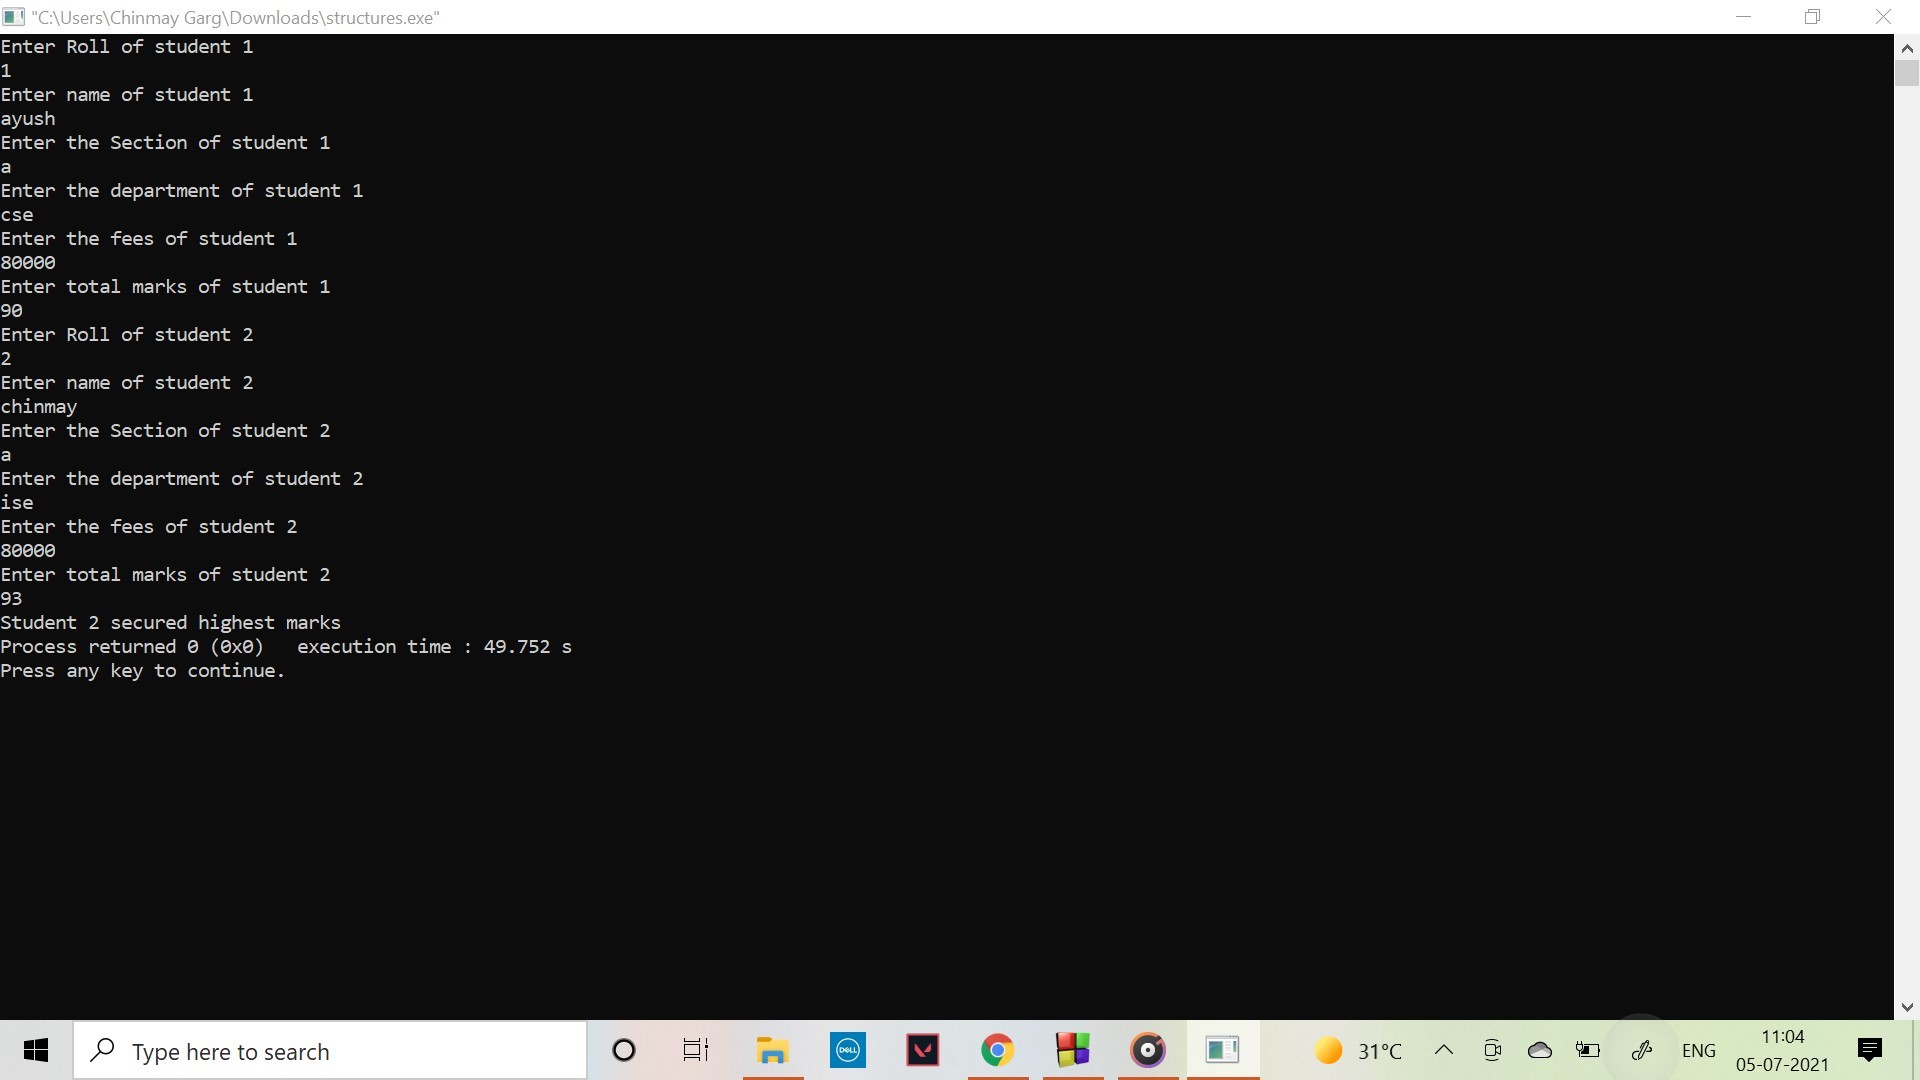 "C:\Users\Chinmay Garg\Downloads\structures.exe"
Enter Roll of student 1
1
Enter name of student 1
ayush
Enter the Section of student 1
a
Enter the department of student 1
cse
Enter the fees of student 1
80000
Enter total marks of student 1
90
Enter Roll of student 2
2
Enter name of student 2
chinmay
Enter the Section of student 2
a
Enter the department of student 2
ise
Enter the fees of student 2
80000
Enter total marks of student 2
93
Student 2 secured highest marks
Process returned 0 (0x0)   execution time : 49.752 s
Press any key to continue.
Type here to search
DELL
31°C
ENG
11:04
05-07-2021